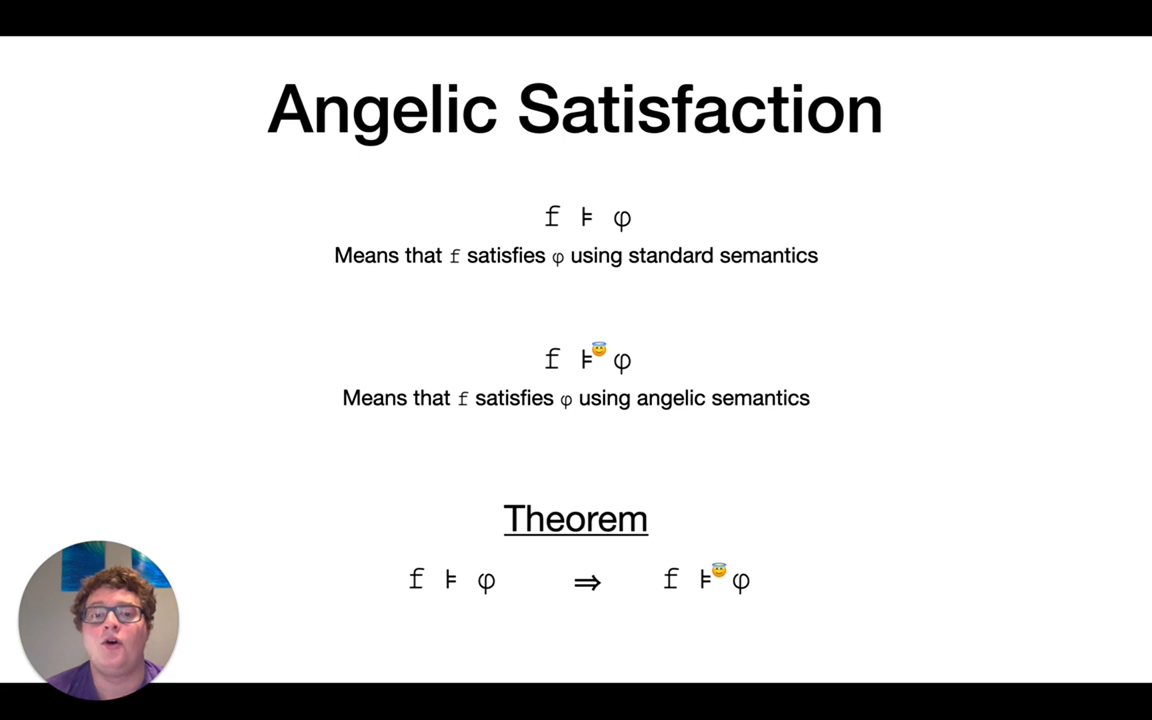 Angelic Satisfaction
f ⊧ φ
Means that f satisfies φ using standard semantics
f ⊧😇 φ
Means that f satisfies φ using angelic semantics
Theorem
f ⊧ φ ⇒ f ⊧😇 φ